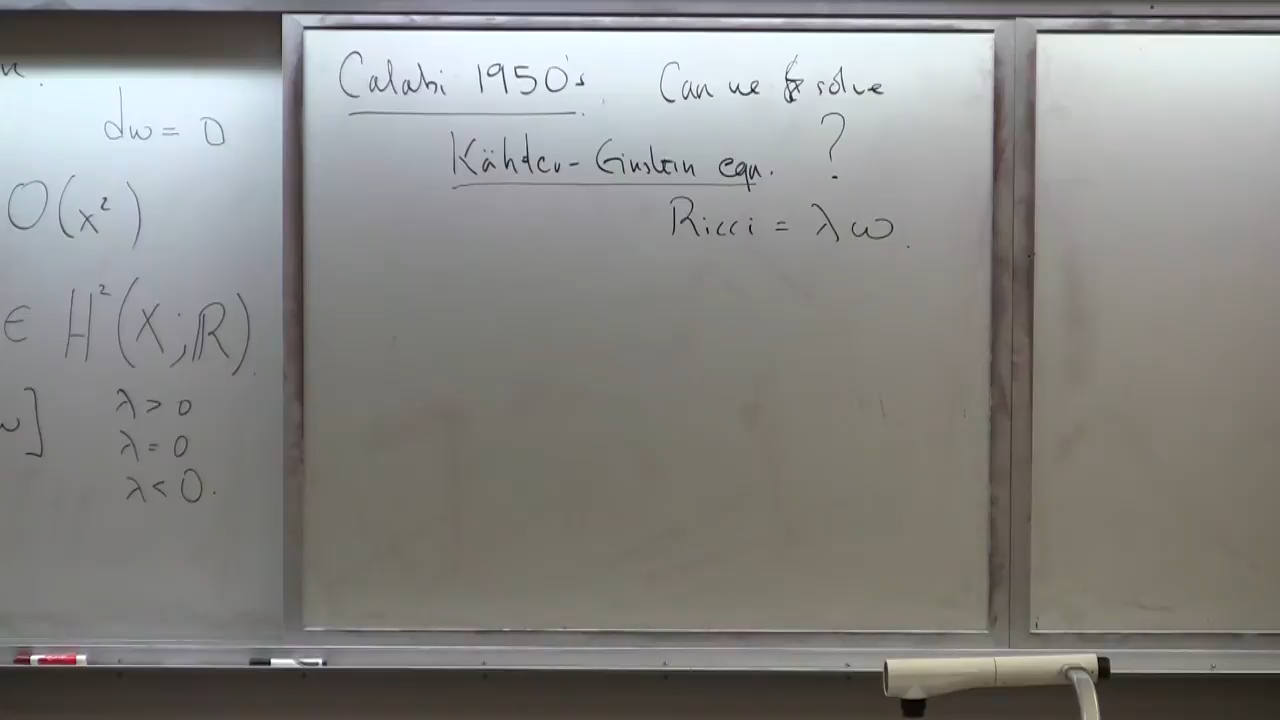 n.
dω = 0
O(x²)
∈ H²(X;ℝ).
ω] λ > 0
λ = 0
λ < 0.
Calabi 1950's. Can we solve
Kähler-Einstein eqn. ?
Ricci = λω.